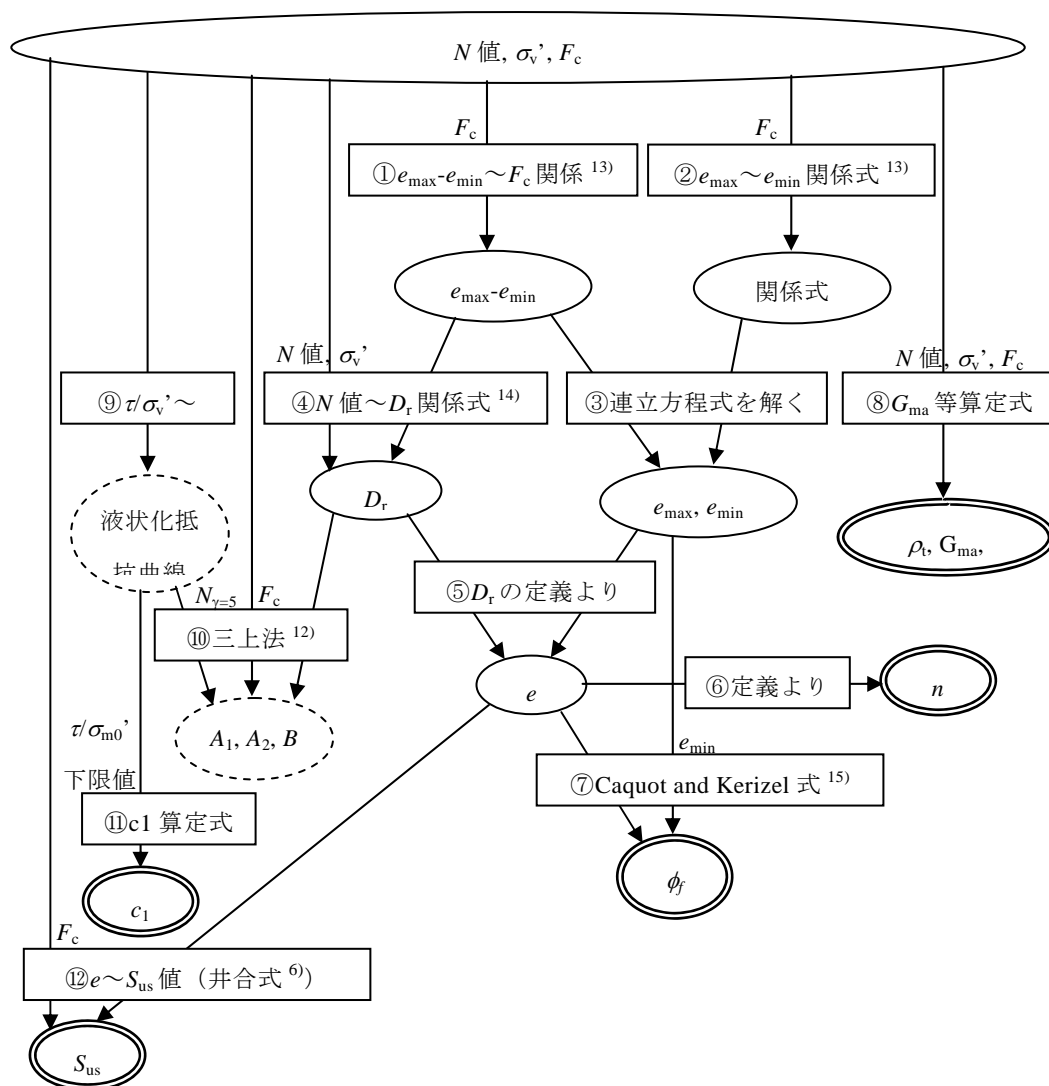 N 値, σv’, Fc
Fc
Fc
①emax-emin～Fc 関係 13)
②emax～emin 関係式 13)
emax-emin
関係式
N 値, σv’
N 値, σv’, Fc
⑨τ/σv’～
④N 値～Dr 関係式 14)
③連立方程式を解く
⑧Gma 等算定式
Dr
emax, emin
液状化抵
抗曲線
ρt, Gma,
Nγ=5
Fc
⑤Dr の定義より
⑩三上法 12)
e
⑥定義より
n
τ/σm0’
A1, A2, B
emin
下限値
⑦Caquot and Kerizel 式 15)
⑪c1 算定式
ϕf
c1
Fc
⑫e～Sus 値（井合式 6)）
Sus